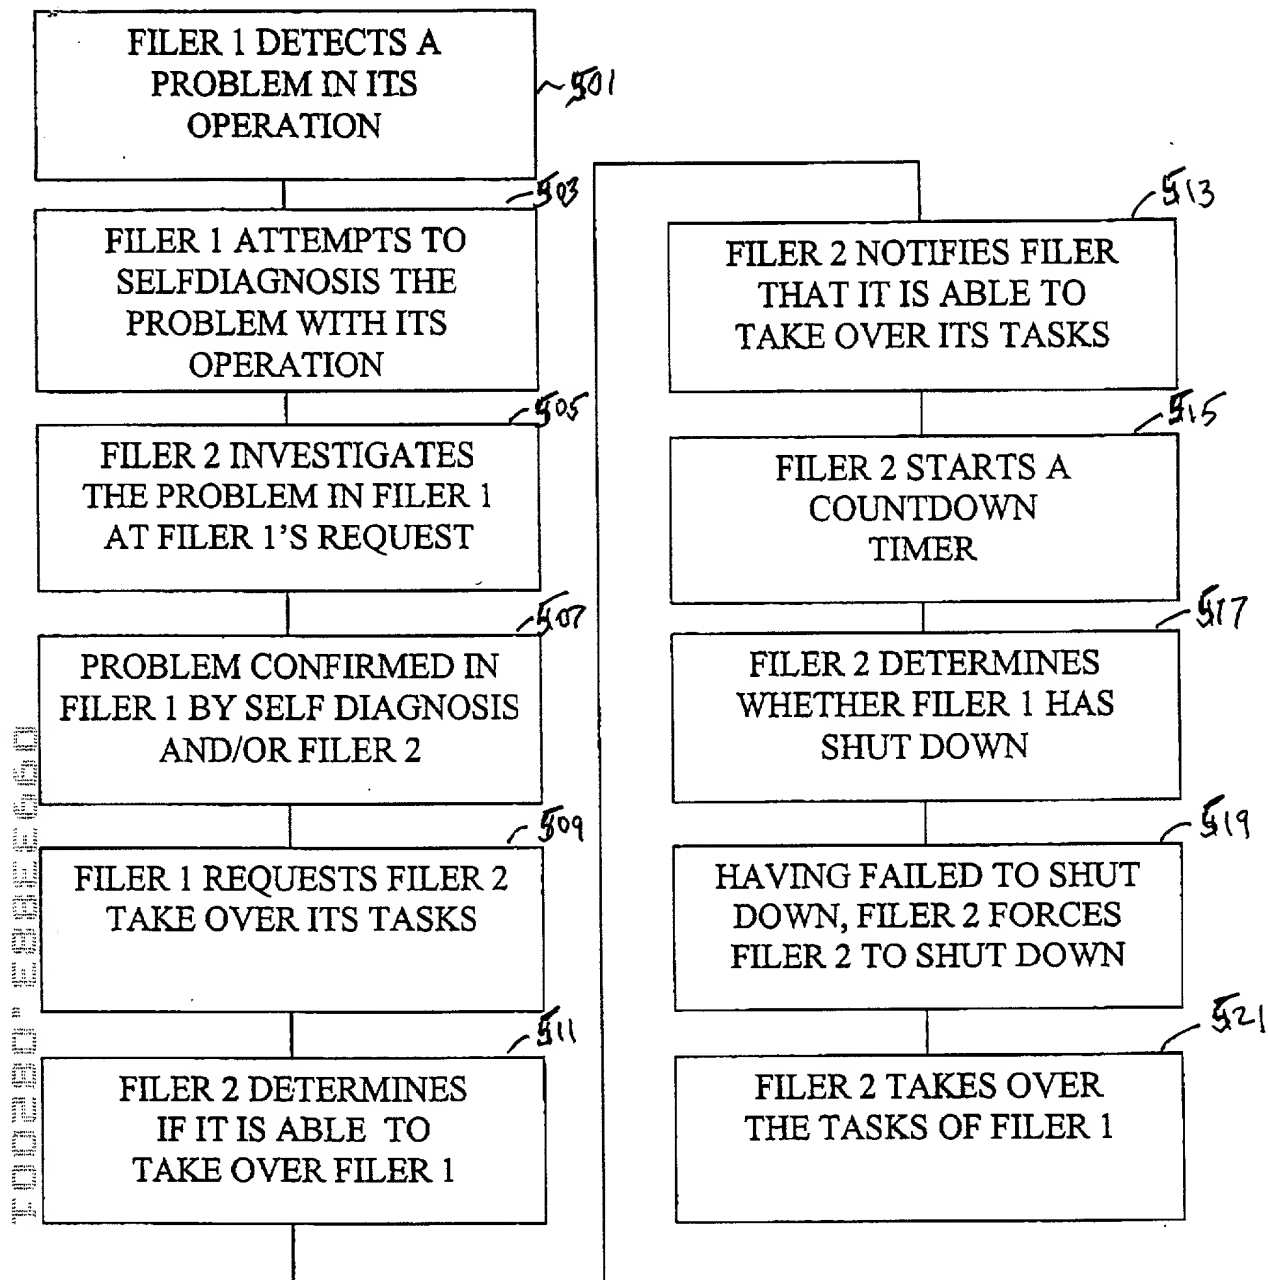 FILER 1 DETECTS A
PROBLEM IN ITS
OPERATION
501
503
FILER 1 ATTEMPTS TO
SELFDIAGNOSIS THE
PROBLEM WITH ITS
OPERATION
505
FILER 2 INVESTIGATES
THE PROBLEM IN FILER 1
AT FILER 1'S REQUEST
507
PROBLEM CONFIRMED IN
FILER 1 BY SELF DIAGNOSIS
AND/OR FILER 2
509
FILER 1 REQUESTS FILER 2
TAKE OVER ITS TASKS
511
FILER 2 DETERMINES
IF IT IS ABLE TO
TAKE OVER FILER 1
513
FILER 2 NOTIFIES FILER
THAT IT IS ABLE TO
TAKE OVER ITS TASKS
515
FILER 2 STARTS A
COUNTDOWN
TIMER
517
FILER 2 DETERMINES
WHETHER FILER 1 HAS
SHUT DOWN
519
HAVING FAILED TO SHUT
DOWN, FILER 2 FORCES
FILER 2 TO SHUT DOWN
521
FILER 2 TAKES OVER
THE TASKS OF FILER 1